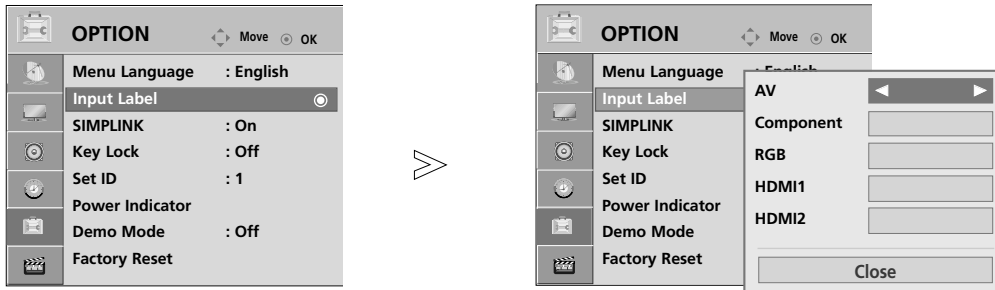 OPTION Move OK
Menu Language : English
Input Label
SIMPLINK : On
Key Lock : Off
Set ID : 1
Power Indicator
Demo Mode : Off
Factory Reset
OPTION Move OK
Menu Language : English
Input Label
SIMPLINK
Key Lock
Set ID
Power Indicator
Demo Mode
Factory Reset
AV
Component
RGB
HDMI1
HDMI2
Close